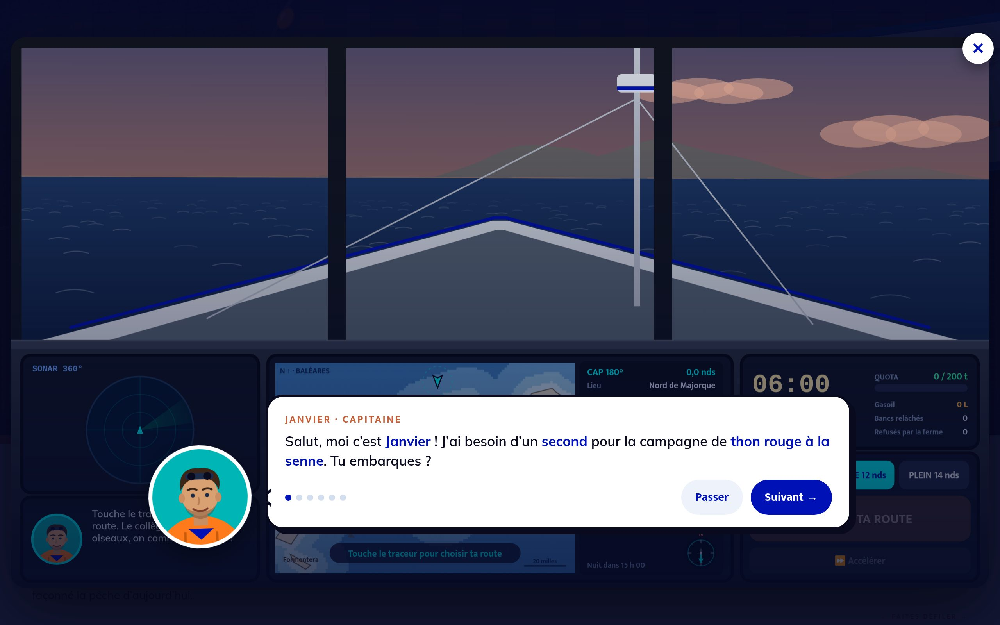 SONAR 360°
N ↑ · BALÉARES
CAP 180° 0,0 nds
Lieu Nord de Majorque
06:00
QUOTA 0 / 200 t
Gasoil 0 L
Bancs relâchés 0
Refusés par la ferme 0
JANVIER · CAPITAINE
Salut, moi c’est Janvier ! J’ai besoin d’un second pour la campagne de thon rouge à la
senne. Tu embarques ?
Passer
Suivant →
12 nds
PLEIN 14 nds
TA ROUTE
Touche le
route. Le
oiseaux, on
Touche le traceur pour choisir ta route
Formentera
20 milles
N
Nuit dans 15 h 00
⏩ Accélérer
façonné la pêche d’aujourd’hui.
FAITES DÉFILER